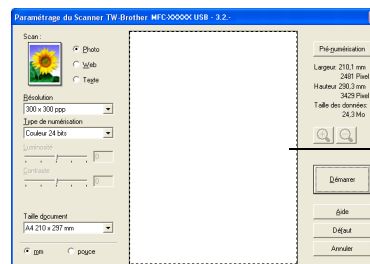 Paramétrage du Scanner TW-Brother MFC-XXXXX USB - 3.2.-
Scan :
Photo
Web
Texte
Résolution
300 x 300 ppp
Type de numérisation
Couleur 24 bits
Luminosité
0
Contraste
0
Taille document
A4 210 x 297 mm
mm
pouce
Pré-numérisation
Largeur: 210,1 mm
2481 Pixel
Hauteur 290,3 mm
3429 Pixel
Taille des données:
24,3 Mo
Démarrer
Aide
Défaut
Annuler